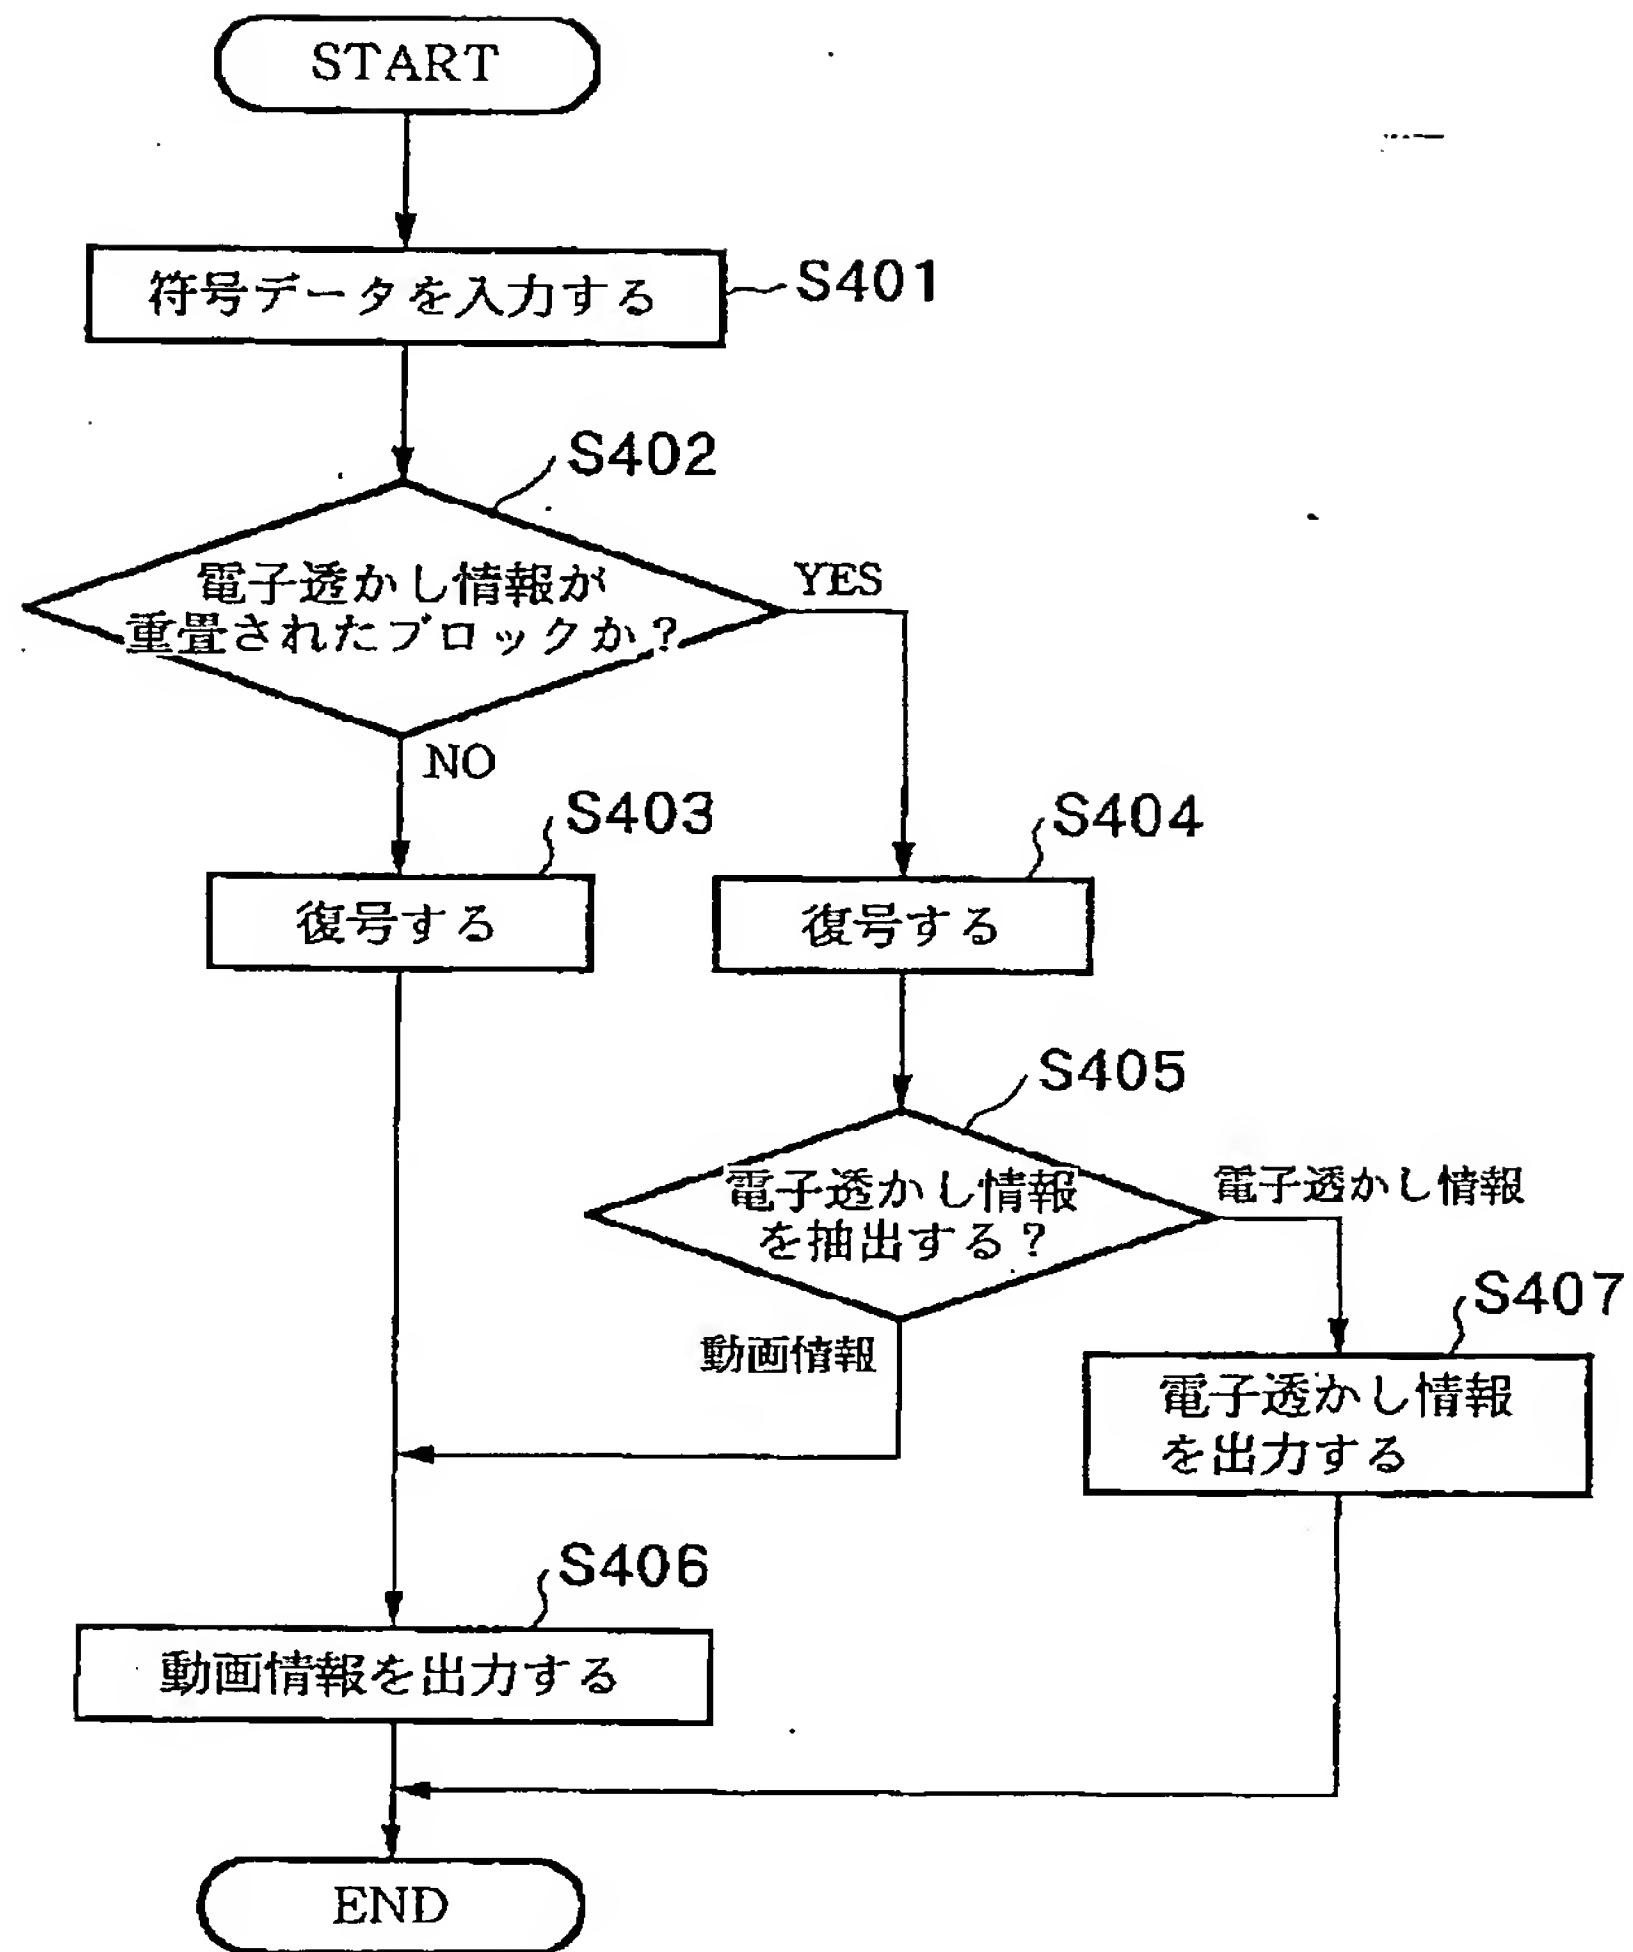 START
符号データを入力する
S401
S402
電子透かし情報が
重畳されたブロックか?
YES
NO
S403
復号する
S404
復号する
S405
電子透かし情報
を抽出する?
電子透かし情報
動画情報
S407
電子透かし情報
を出力する
S406
動画情報を出力する
END